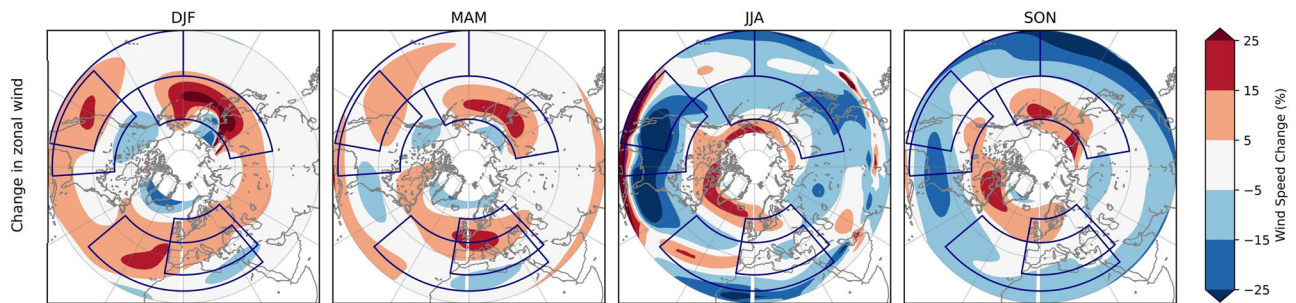 DJF
MAM
JJA
SON
Change in zonal wind
25
15
5
−5
−15
−25
Wind Speed Change (%)